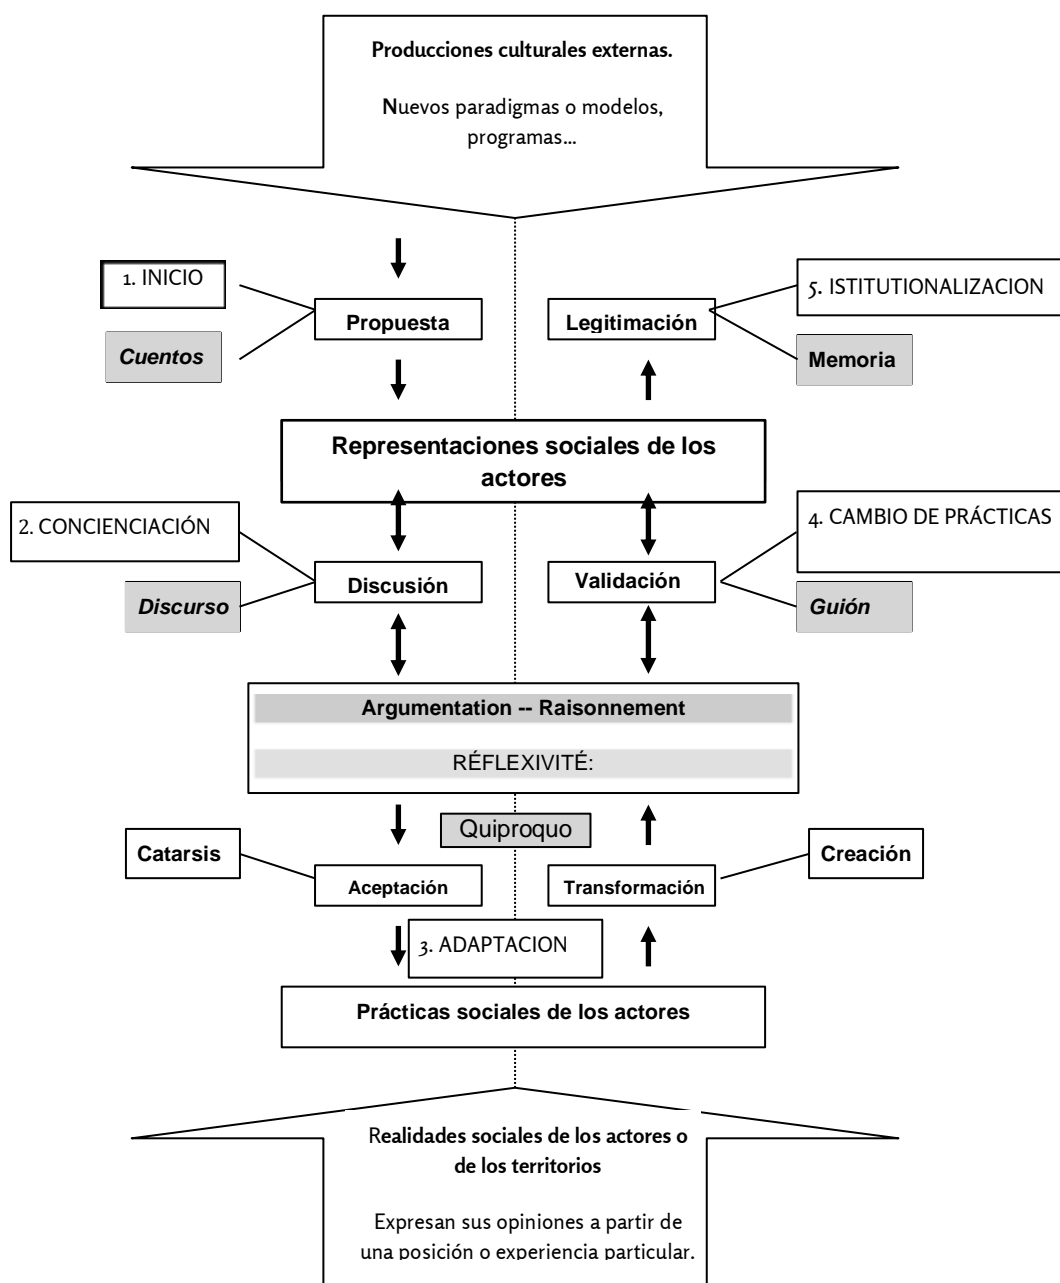 Producciones culturales externas.
Nuevos paradigmas o modelos,
programas...
1. INICIO
5. ISTITUTIONALIZACION
Propuesta
Legitimación
Cuentos
Memoria
Representaciones sociales de los
actores
2. CONCIENCIACIÓN
4. CAMBIO DE PRÁCTICAS
Discusión
Validación
Discurso
Guión
Argumentation -- Raisonnement
RÉFLEXIVITÉ:
Quiproquo
Catarsis
Creación
Aceptación
Transformación
3. ADAPTACION
Prácticas sociales de los actores
Realidades sociales de los actores o
de los territorios
Expresan sus opiniones a partir de
una posición o experiencia particular.